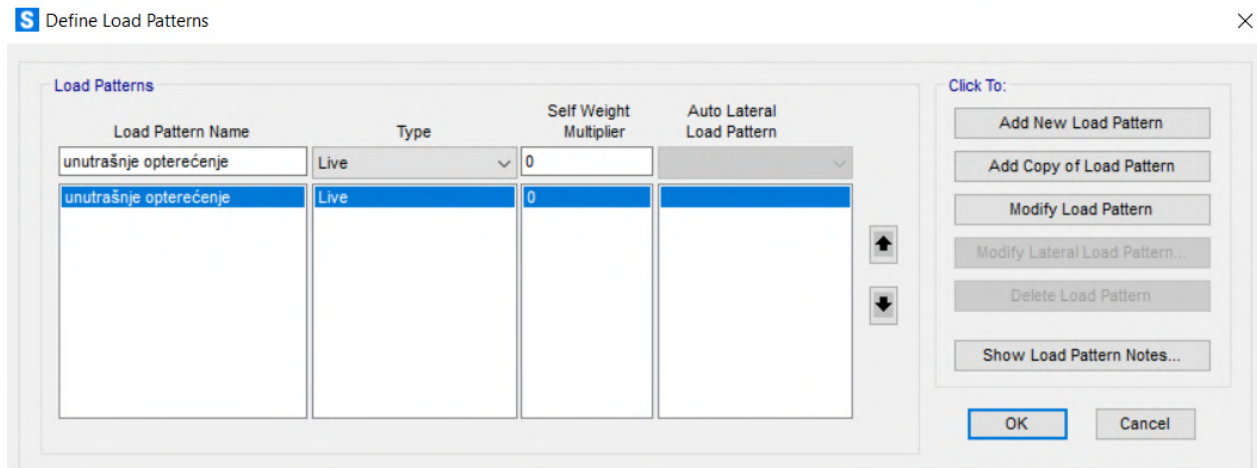 S Define Load Patterns
Load Patterns
Click To:
Load Pattern Name
Type
Self Weight
Multiplier
Auto Lateral
Load Pattern
unutrašnje opterećenje
Live
0
unutrašnje opterećenje
Live
0
Add New Load Pattern
Add Copy of Load Pattern
Modify Load Pattern
Modify Lateral Load Pattern...
Delete Load Pattern
Show Load Pattern Notes...
OK
Cancel